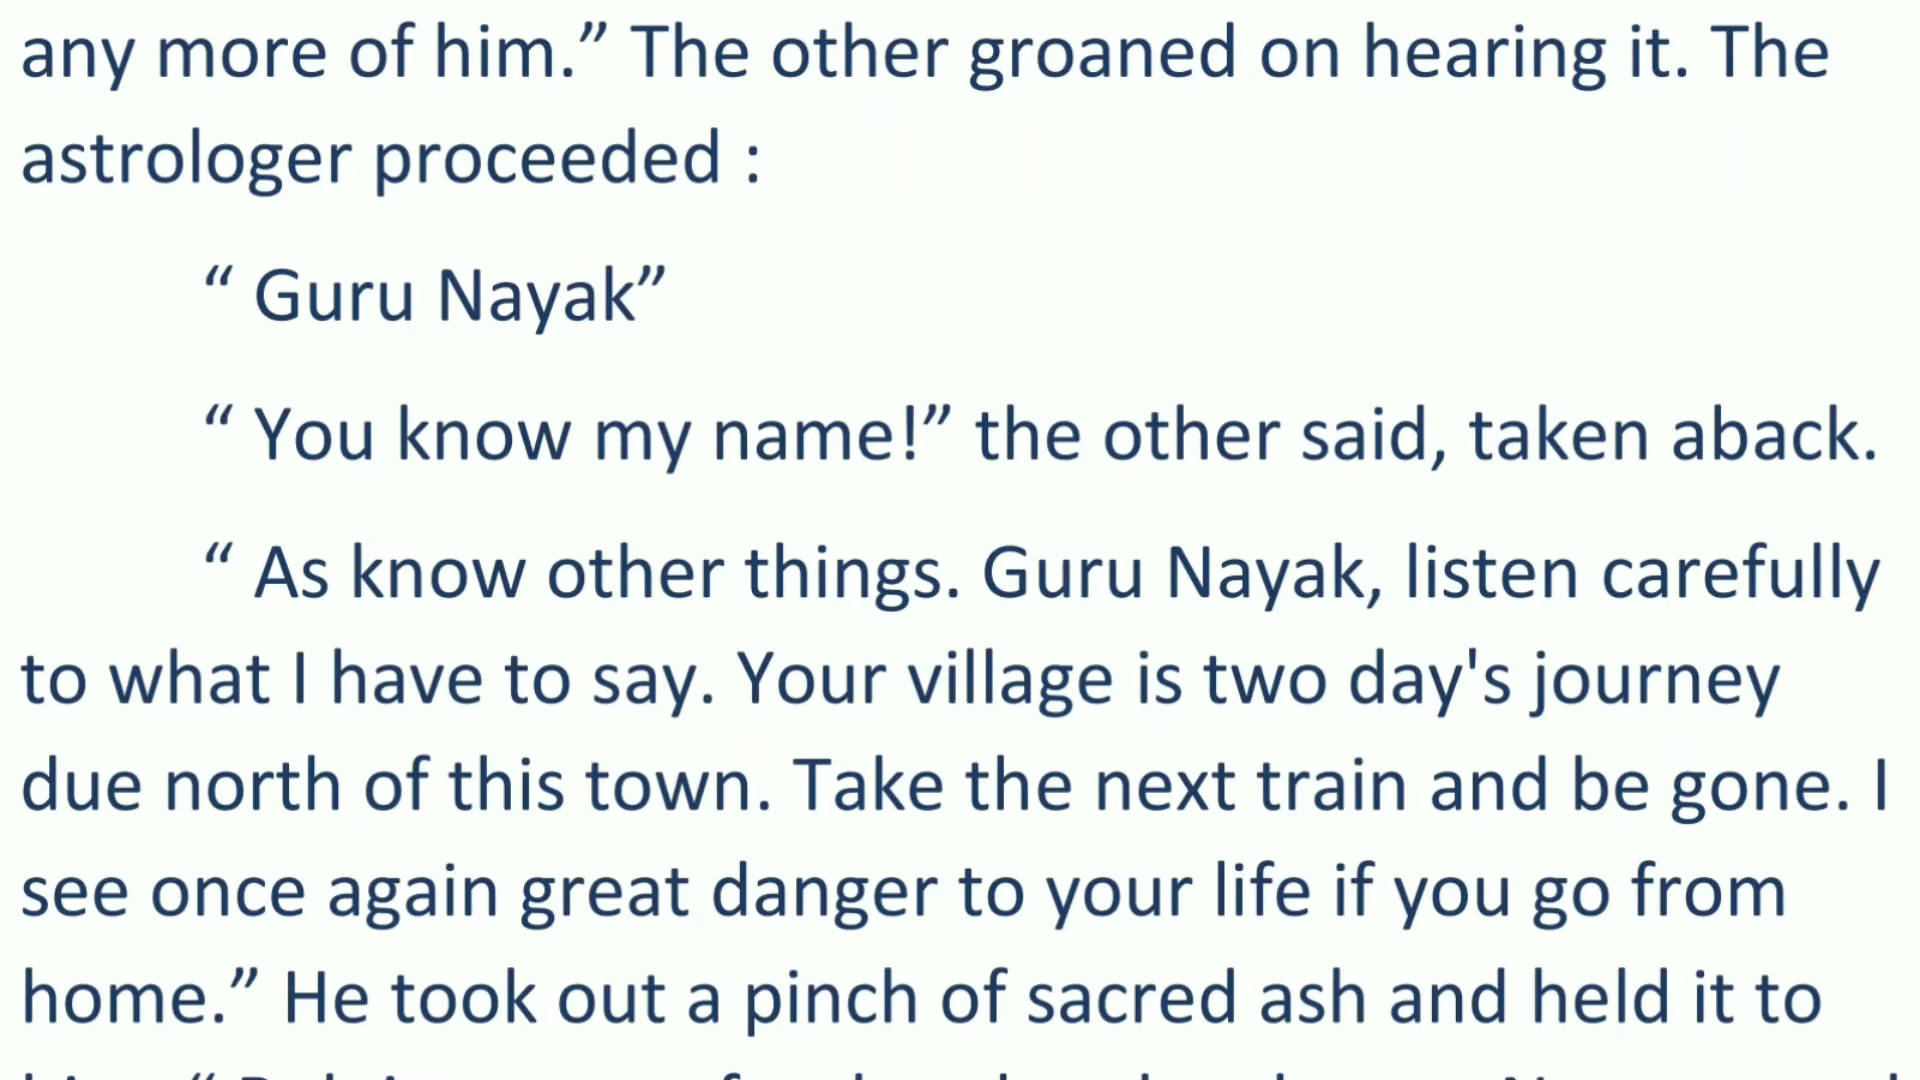 any more of him.” The other groaned on hearing it. The
astrologer proceeded :
“ Guru Nayak”
“ You know my name!” the other said, taken aback.
“ As know other things. Guru Nayak, listen carefully
to what I have to say. Your village is two day's journey
due north of this town. Take the next train and be gone. I
see once again great danger to your life if you go from
home.” He took out a pinch of sacred ash and held it to